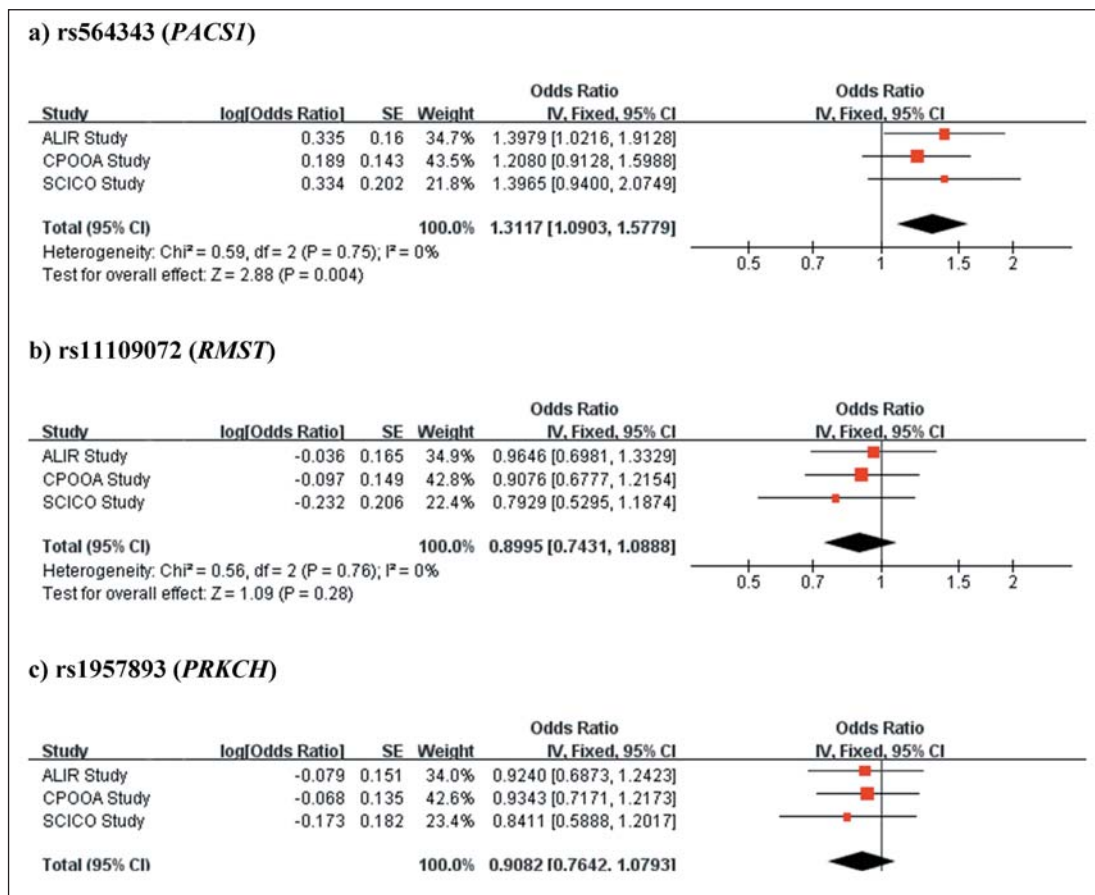 a) rs564343 (PACS1)
Odds Ratio Odds Ratio
Study log[Odds Ratio] SE Weight IV, Fixed, 95% CI IV, Fixed, 95% CI
ALIR Study 0.335 0.16 34.7% 1.3979 [1.0216, 1.9128]
CPOOA Study 0.189 0.143 43.5% 1.2080 [0.9128, 1.5988]
SCICO Study 0.334 0.202 21.8% 1.3965 [0.9400, 2.0749]
Total (95% CI) 100.0% 1.3117 [1.0903, 1.5779]
Heterogeneity: Chi² = 0.59, df = 2 (P = 0.75); I² = 0%
Test for overall effect: Z = 2.88 (P = 0.004)
0.5 0.7 1 1.5 2
b) rs11109072 (RMST)
Odds Ratio Odds Ratio
Study log[Odds Ratio] SE Weight IV, Fixed, 95% CI IV, Fixed, 95% CI
ALIR Study -0.036 0.165 34.9% 0.9646 [0.6981, 1.3329]
CPOOA Study -0.097 0.149 42.8% 0.9076 [0.6777, 1.2154]
SCICO Study -0.232 0.206 22.4% 0.7929 [0.5295, 1.1874]
Total (95% CI) 100.0% 0.8995 [0.7431, 1.0888]
Heterogeneity: Chi² = 0.56, df = 2 (P = 0.76); I² = 0%
Test for overall effect: Z = 1.09 (P = 0.28)
0.5 0.7 1 1.5 2
c) rs1957893 (PRKCH)
Odds Ratio Odds Ratio
Study log[Odds Ratio] SE Weight IV, Fixed, 95% CI IV, Fixed, 95% CI
ALIR Study -0.079 0.151 34.0% 0.9240 [0.6873, 1.2423]
CPOOA Study -0.068 0.135 42.6% 0.9343 [0.7171, 1.2173]
SCICO Study -0.173 0.182 23.4% 0.8411 [0.5888, 1.2017]
Total (95% CI) 100.0% 0.9082 [0.7642, 1.0793]